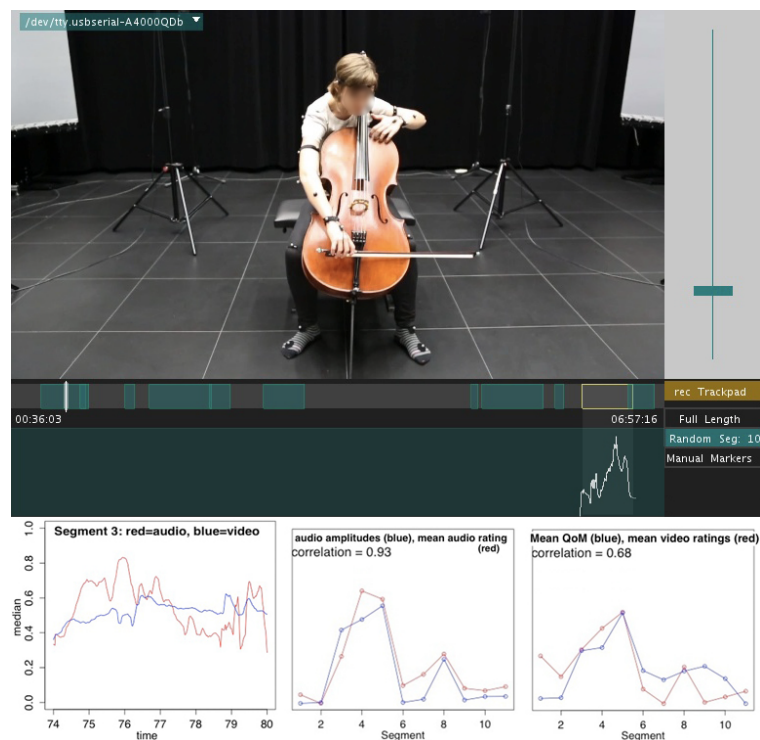 /dev/tty.usbserial-A4000QDb
rec Trackpad
00:36:03
06:57:16
Full Length
Random Seg: 10
Manual Markers
Segment 3: red=audio, blue=video
median
0.0
0.2
0.4
0.6
0.8
1.0
74
75
76
77
78
79
80
time
audio amplitudes (blue), mean audio rating
(red)
correlation = 0.93
2
4
6
8
10
Segment
Mean QoM (blue), mean video ratings (red)
correlation = 0.68
2
4
6
8
10
Segment